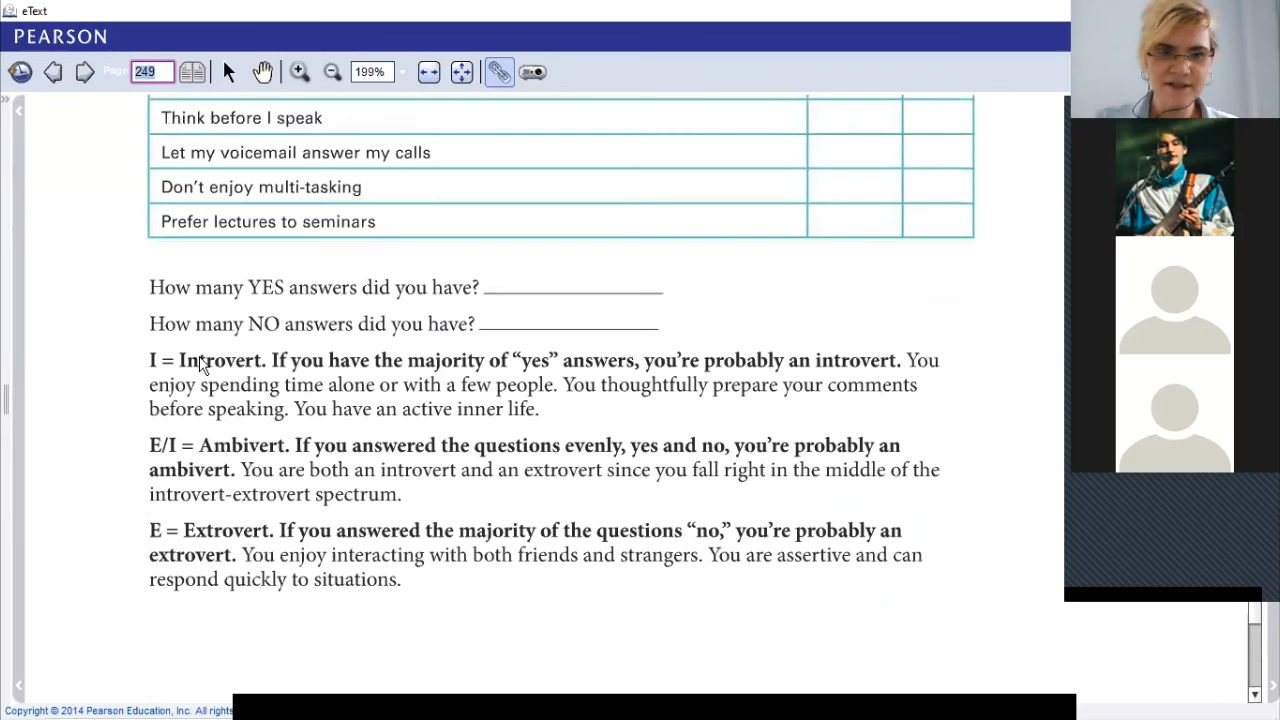 eText
PEARSON
Page 249
199%
Think before I speak
Let my voicemail answer my calls
Don't enjoy multi-tasking
Prefer lectures to seminars
How many YES answers did you have?
How many NO answers did you have?
I = Introvert. If you have the majority of “yes” answers, you’re probably an introvert. You
enjoy spending time alone or with a few people. You thoughtfully prepare your comments
before speaking. You have an active inner life.
E/I = Ambivert. If you answered the questions evenly, yes and no, you’re probably an
ambivert. You are both an introvert and an extrovert since you fall right in the middle of the
introvert-extrovert spectrum.
E = Extrovert. If you answered the majority of the questions “no,” you’re probably an
extrovert. You enjoy interacting with both friends and strangers. You are assertive and can
respond quickly to situations.
Copyright © 2014 Pearson Education, Inc. All rights